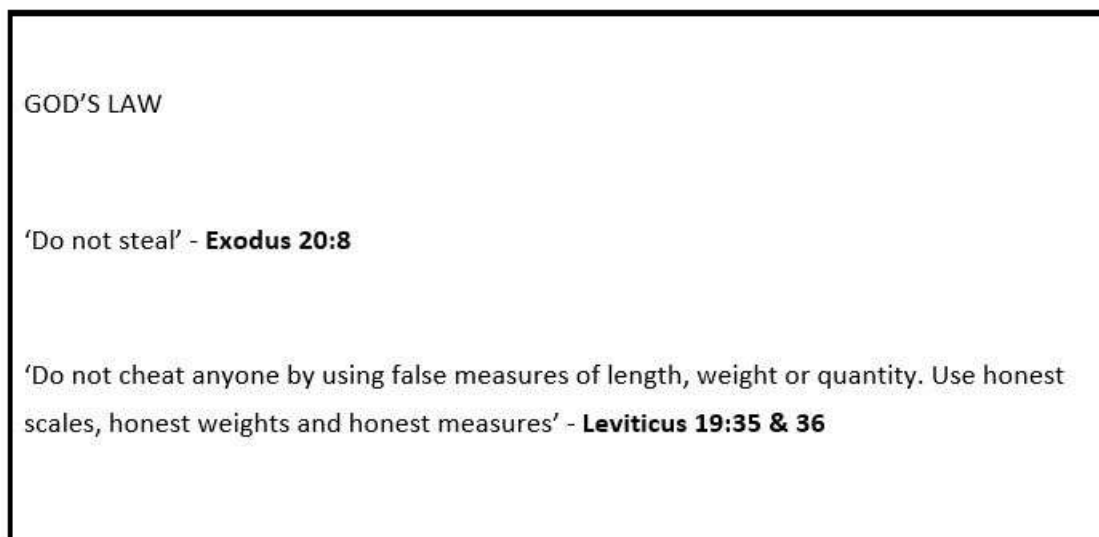 GOD’S LAW
‘Do not steal’ - Exodus 20:8
‘Do not cheat anyone by using false measures of length, weight or quantity. Use honest
scales, honest weights and honest measures’ - Leviticus 19:35 & 36